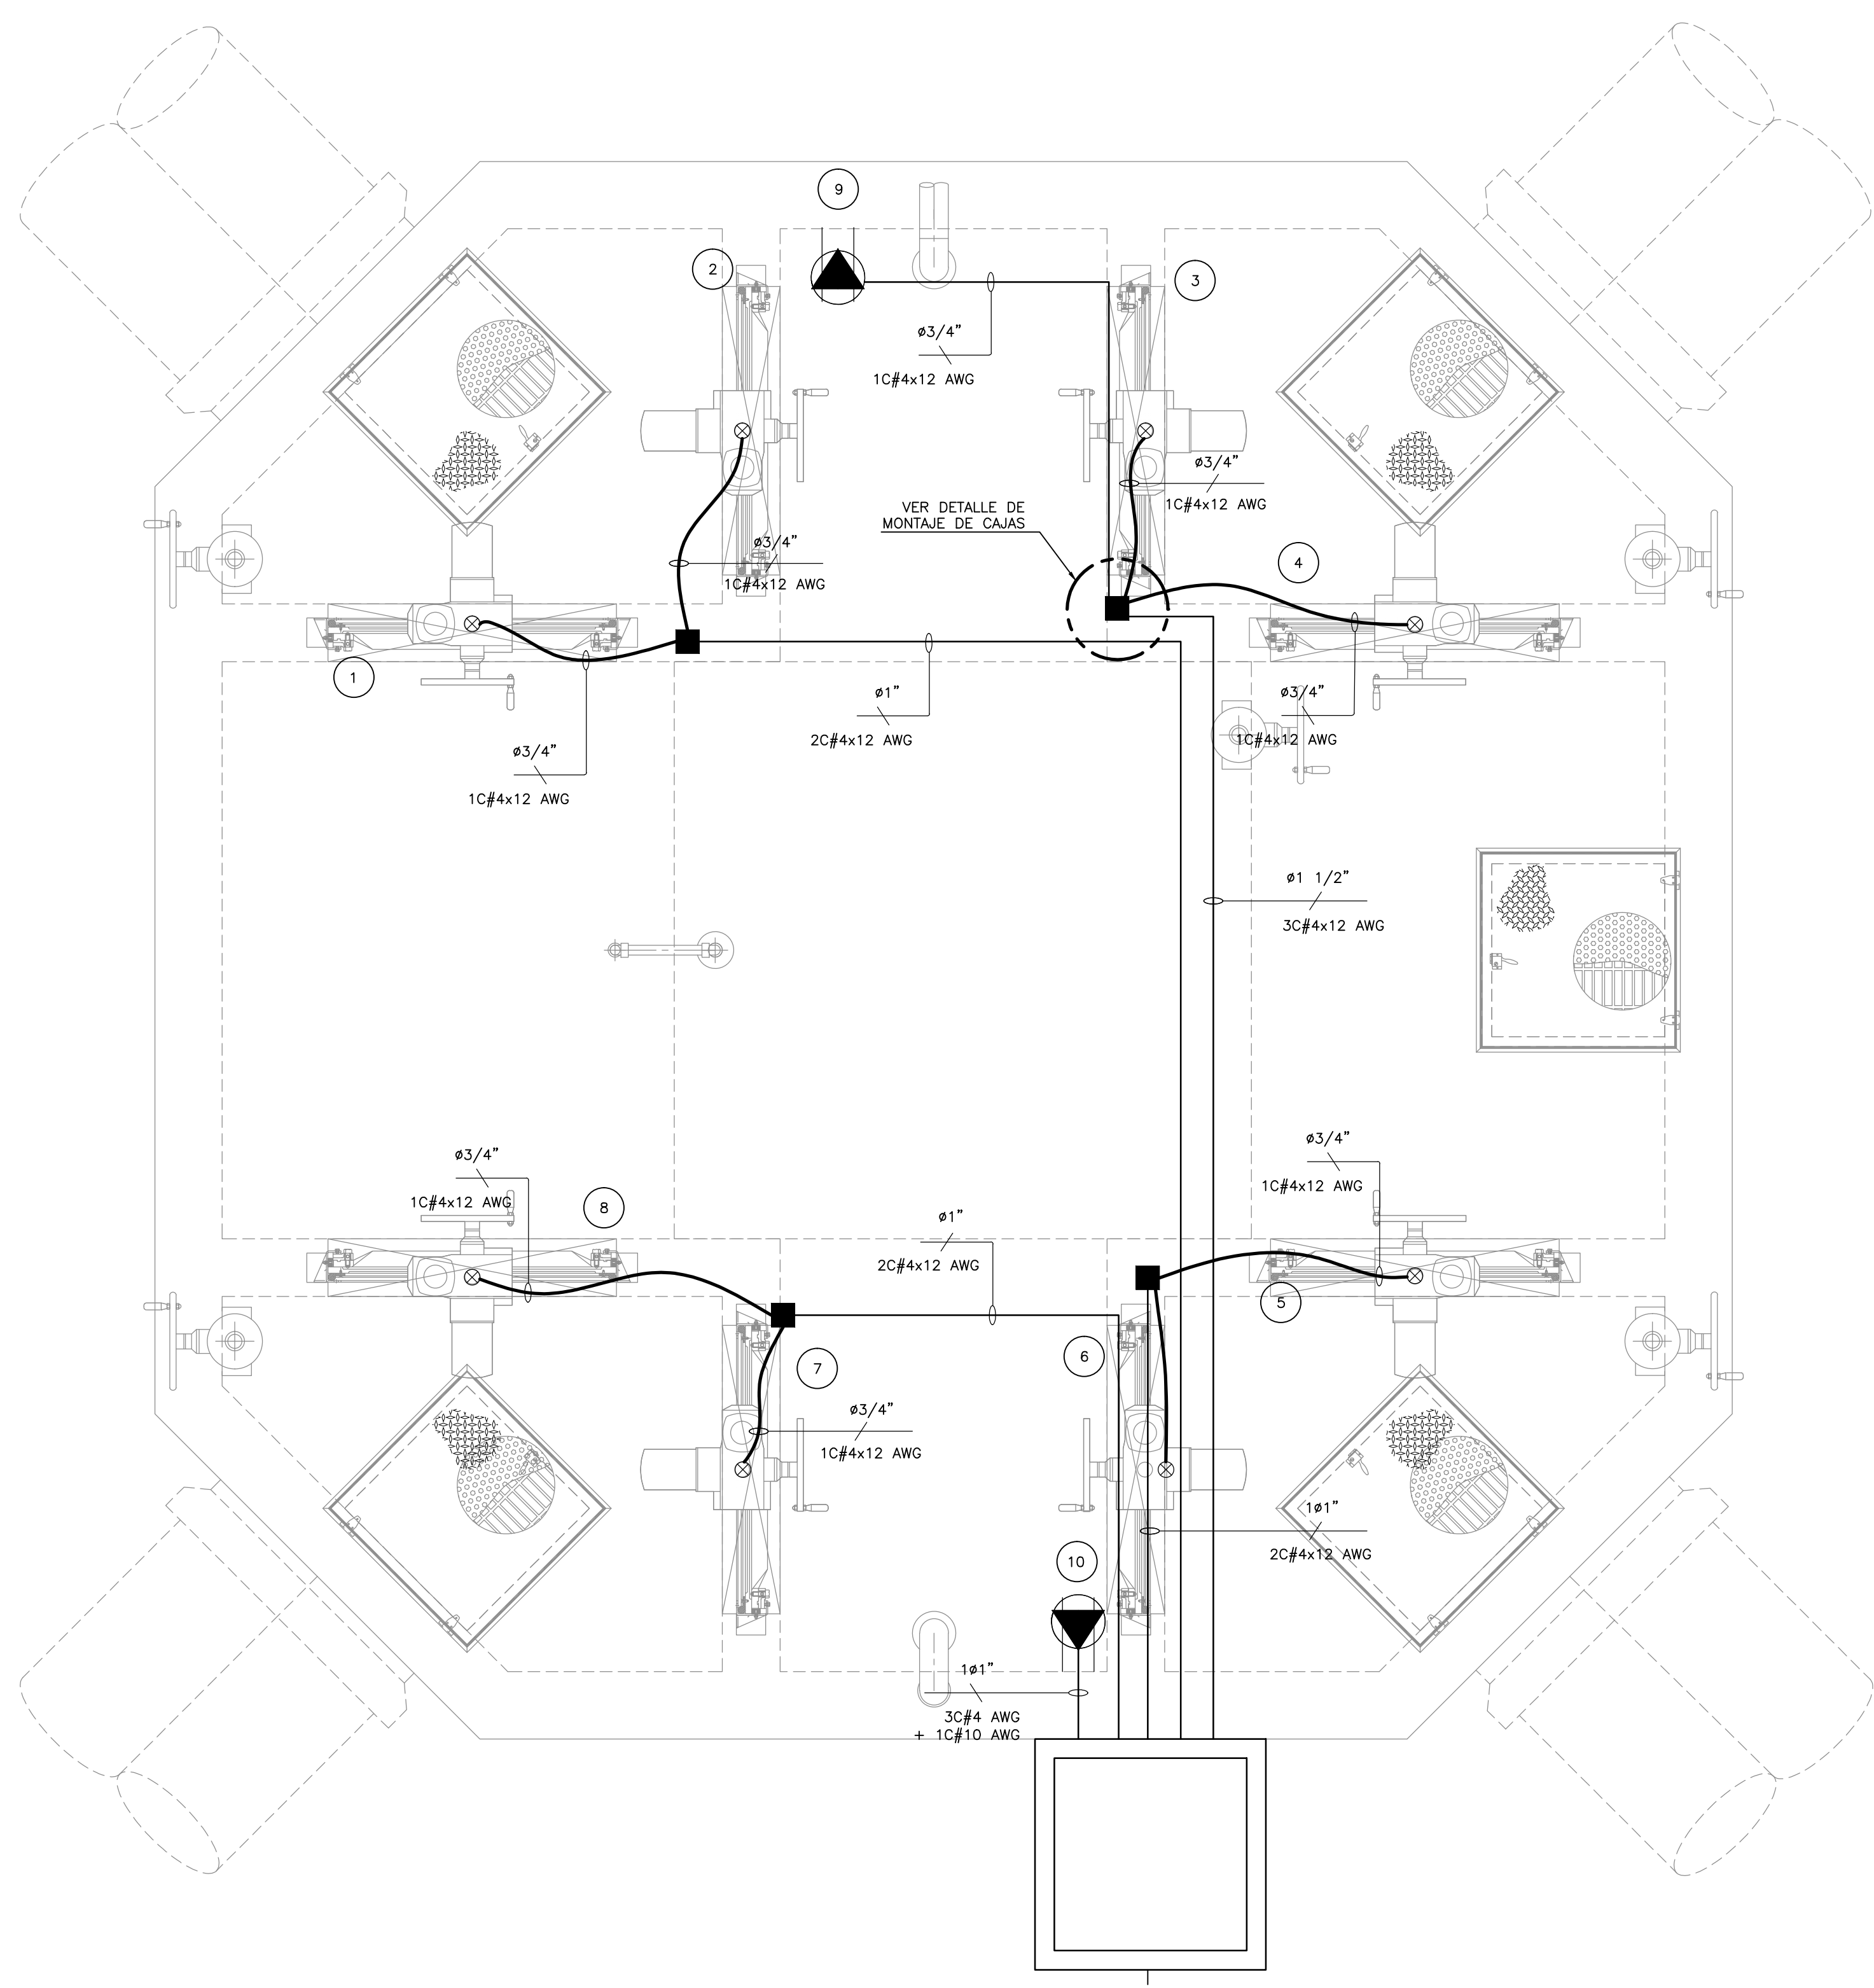 9
2
3
ø3/4”
1C#4x12 AWG
ø3/4”
1C#4x12 AWG
VER DETALLE DE
MONTAJE DE CAJAS
ø3/4”
1C#4x12 AWG
4
1
ø1”
2C#4x12 AWG
ø3/4”
1C#4x12 AWG
ø3/4”
1C#4x12 AWG
ø1 1/2”
3C#4x12 AWG
ø3/4”
1C#4x12 AWG
ø3/4”
1C#4x12 AWG
8
ø1”
2C#4x12 AWG
5
6
7
ø3/4”
1C#4x12 AWG
1ø1”
2C#4x12 AWG
10
1ø1”
3C#4 AWG
+ 1C#10 AWG